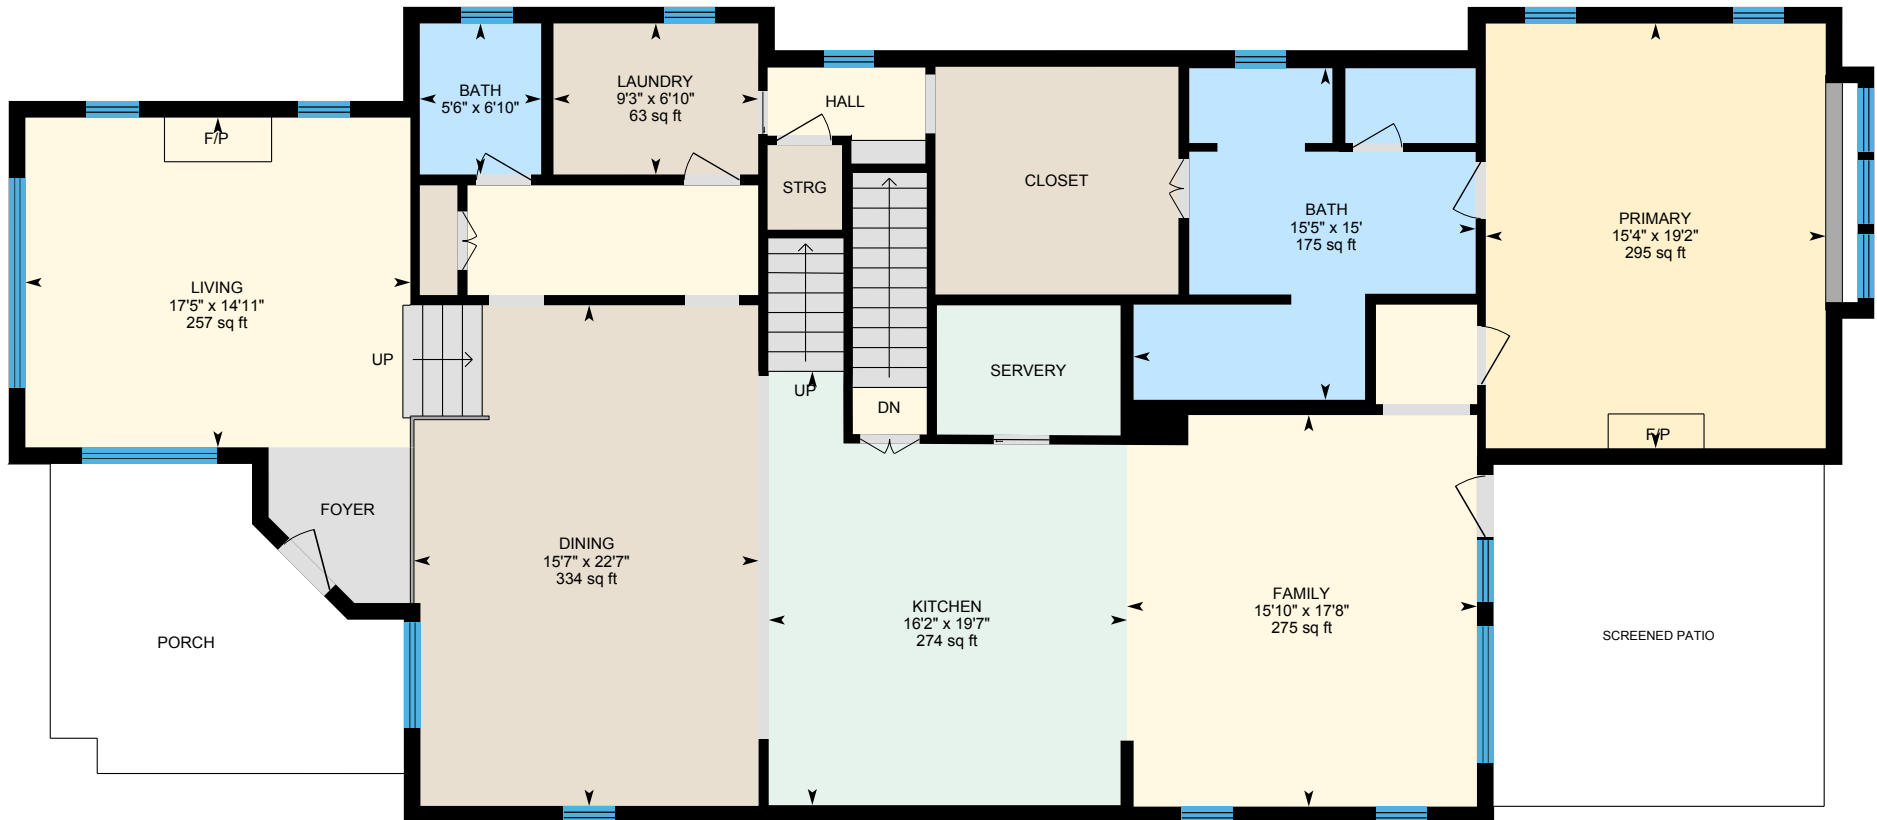 BATH
5'6" x 6'10"
LAUNDRY
9'3" x 6'10"
63 sq ft
HALL
F/P
STRG
CLOSET
BATH
15'5" x 15'
175 sq ft
PRIMARY
15'4" x 19'2"
295 sq ft
LIVING
17'5" x 14'11"
257 sq ft
UP
UP
SERVERY
DN
F/P
FOYER
DINING
15'7" x 22'7"
334 sq ft
KITCHEN
16'2" x 19'7"
274 sq ft
FAMILY
15'10" x 17'8"
275 sq ft
PORCH
SCREENED PATIO